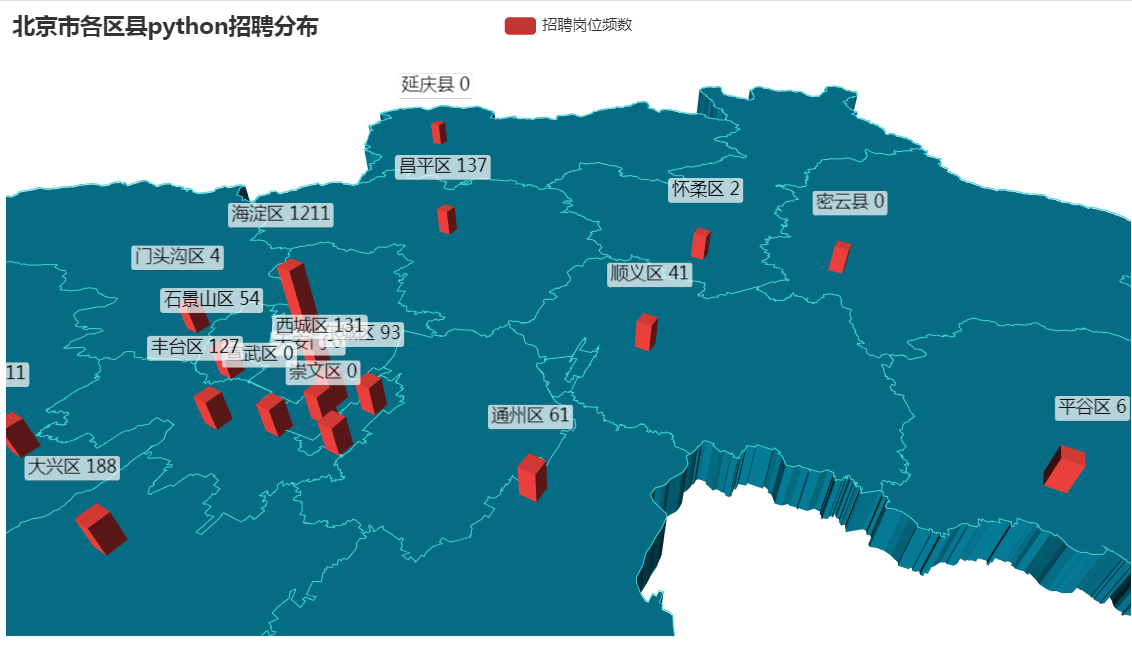 北京市各区县python招聘分布
招聘岗位频数
延庆县 0
昌平区 137
怀柔区 2
密云县 0
海淀区 1211
门头沟区 4
顺义区 41
石景山区 54
西城区 131
区 93
丰台区 127
武区 0
崇文区 0
11
平谷区 6
通州区 61
大兴区 188